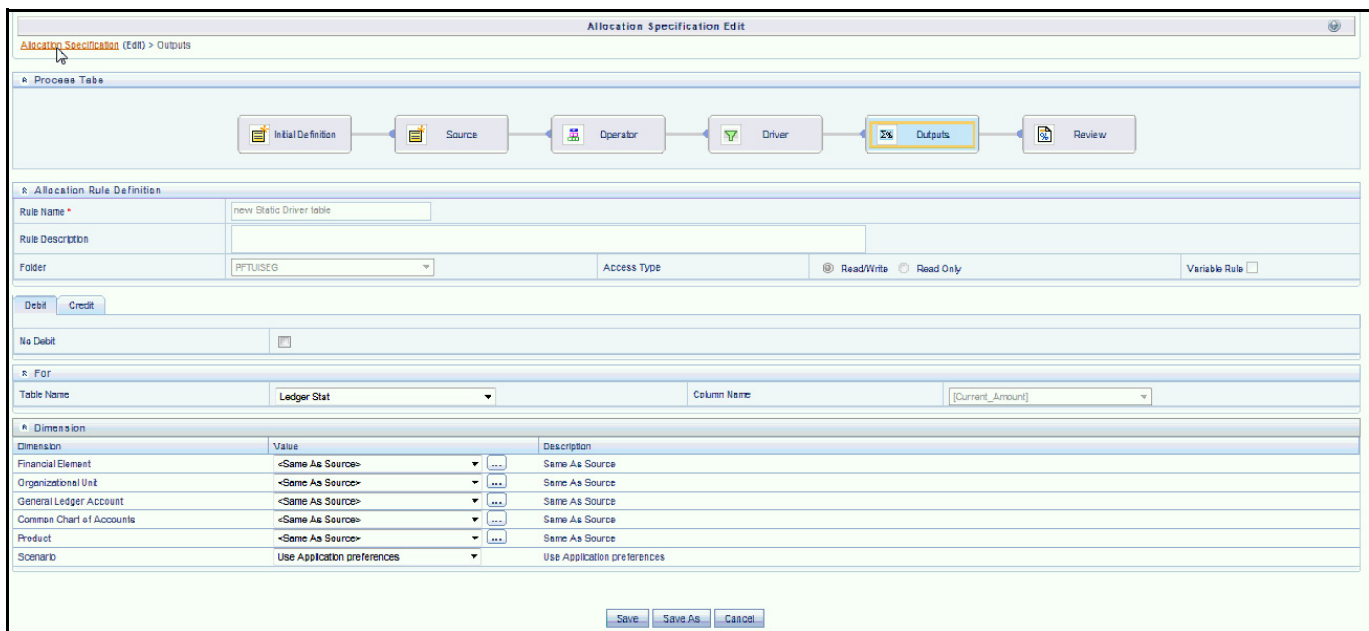 Allocation Specification Edit
Allocation Specification (Edit) > Outputs
Process Tabs
Initial Definition
Source
Operator
Driver
Σ% Outputs
% Review
Allocation Rule Definition
Rule Name *
new Static Driver table
Rule Description
Folder
PFTUISEG
Access Type
Read/Write
Read Only
Variable Rule
Debit
Credit
No Debit
For
Table Name
Ledger Stat
Column Name
[Current_Amount]
Dimension
Dimension Value Description
Financial Element <Same As Source> ... Same As Source
Organizational Unit <Same As Source> ... Same As Source
General Ledger Account <Same As Source> ... Same As Source
Common Chart of Accounts <Same As Source> ... Same As Source
Product <Same As Source> ... Same As Source
Scenario Use Application preferences Use Application preferences
Save Save As Cancel